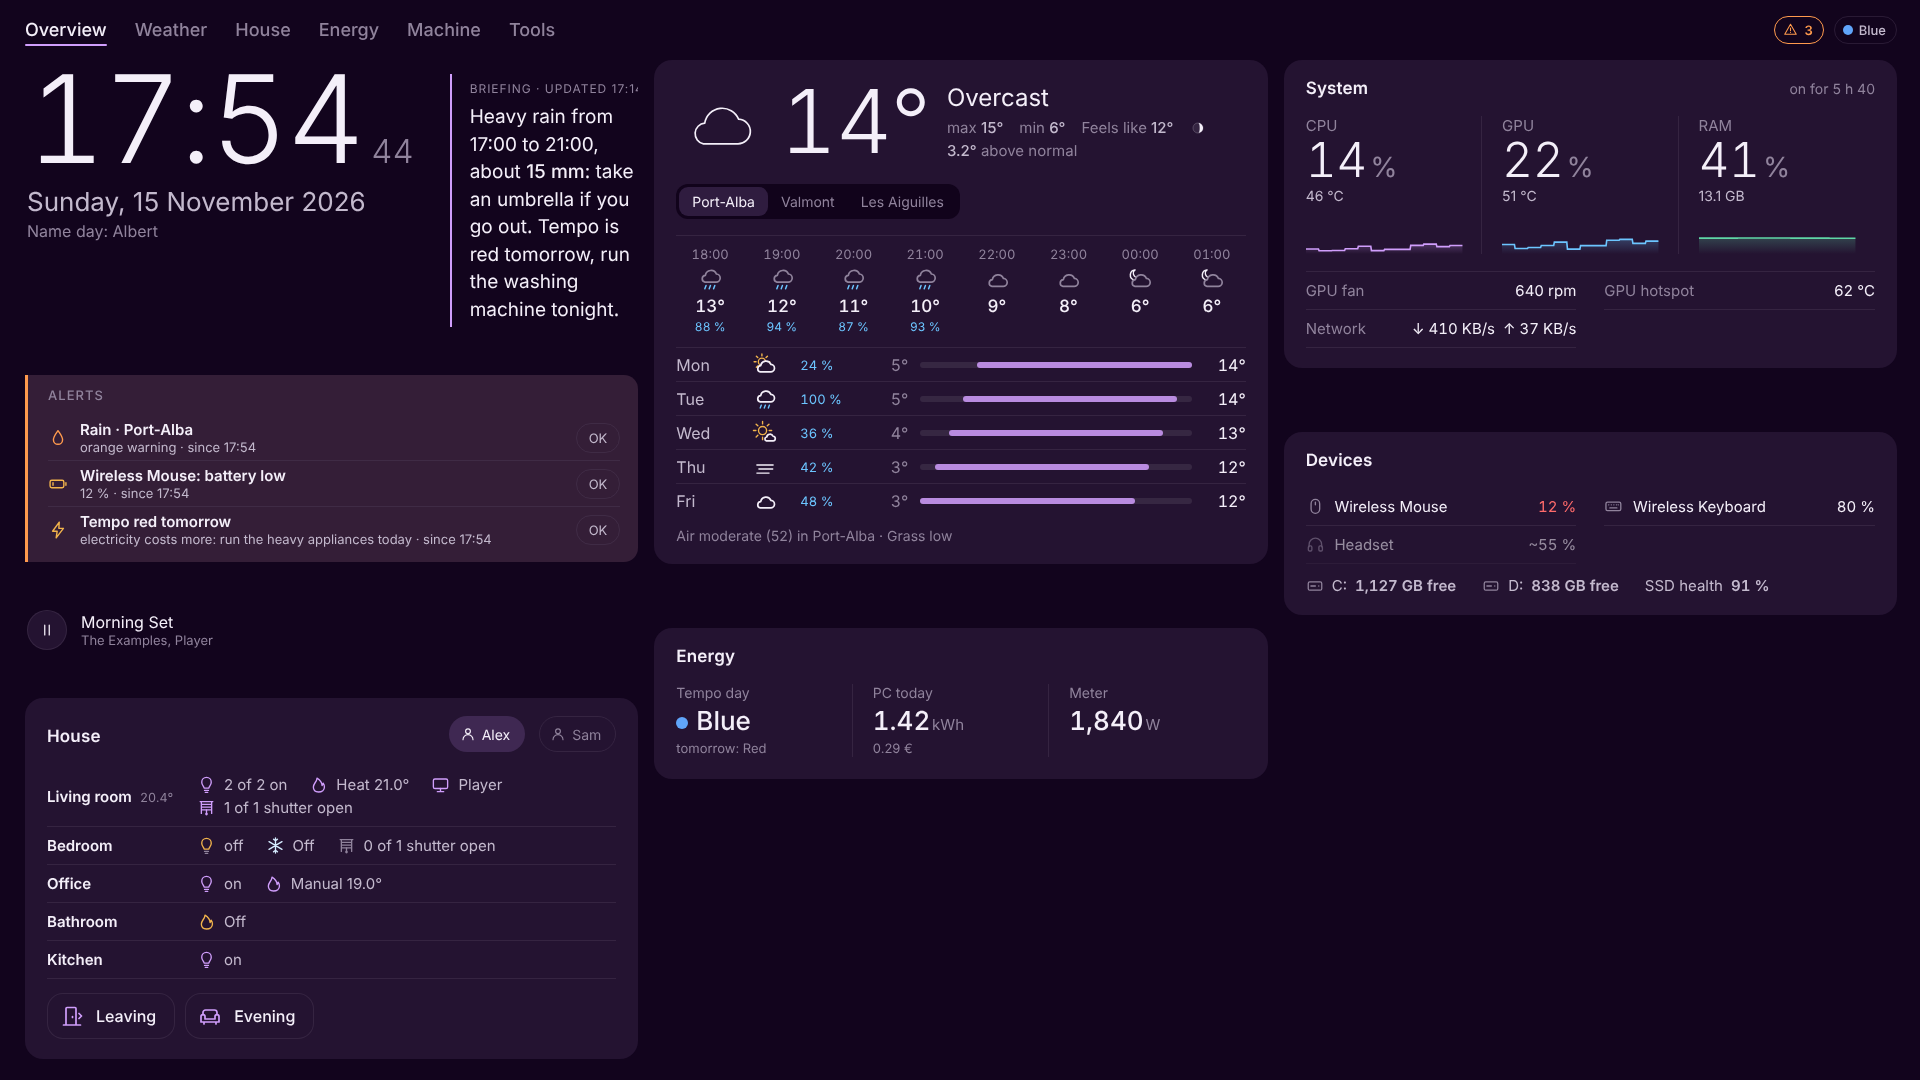 Overview Weather House Energy Machine Tools
3
Blue
17:54 44
Sunday, 15 November 2026
Name day: Albert
BRIEFING · UPDATED 17:14
Heavy rain from
17:00 to 21:00,
about 15 mm: take
an umbrella if you
go out. Tempo is
red tomorrow, run
the washing
machine tonight.
ALERTS
Rain · Port-Alba
orange warning · since 17:54
OK
Wireless Mouse: battery low
12 % · since 17:54
OK
Tempo red tomorrow
electricity costs more: run the heavy appliances today · since 17:54
OK
Morning Set
The Examples, Player
House
Alex
Sam
Living room 20.4°
2 of 2 on Heat 21.0° Player
1 of 1 shutter open
Bedroom off Off 0 of 1 shutter open
Office on Manual 19.0°
Bathroom Off
Kitchen on
Leaving Evening
14°
Overcast
max 15° min 6° Feels like 12°
3.2° above normal
Port-Alba Valmont Les Aiguilles
18:00 19:00 20:00 21:00 22:00 23:00 00:00 01:00
13° 12° 11° 10° 9° 8° 6° 6°
88 % 94 % 87 % 93 %
Mon 24 % 5° 14°
Tue 100 % 5° 14°
Wed 36 % 4° 13°
Thu 42 % 3° 12°
Fri 48 % 3° 12°
Air moderate (52) in Port-Alba · Grass low
Energy
Tempo day
Blue
tomorrow: Red
PC today
1.42 kWh
0.29 €
Meter
1,840 W
System
on for 5 h 40
CPU
14 %
46 °C
GPU
22 %
51 °C
RAM
41 %
13.1 GB
GPU fan 640 rpm
GPU hotspot 62 °C
Network ↓ 410 KB/s ↑ 37 KB/s
Devices
Wireless Mouse 12 %
Wireless Keyboard 80 %
Headset ~55 %
C: 1,127 GB free D: 838 GB free SSD health 91 %